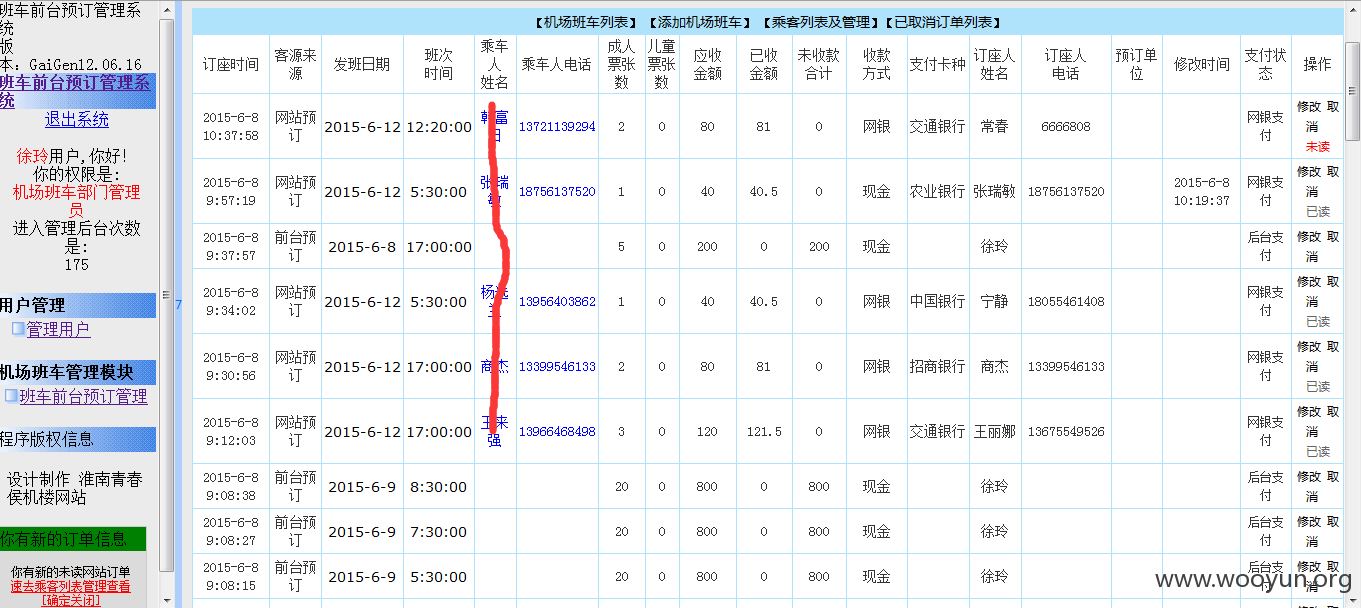 班车前台预订管理系
统
版
本: GaiGen12.06.16
班车前台预订管理系
统
退出系统
徐玲用户,你好!
你的权限是:
机场班车部门管理
员
进入管理后台次数
是:
175
用户管理
管理用户
机场班车管理模块
班车前台预订管理
程序版权信息
设计制作 淮南青春
侯机楼网站
你有新的订单信息
你有新的未读网站订单
速去乘客列表管理查看
[确定关闭]
7
【机场班车列表】 【添加机场班车】 【乘客列表及管理】【已取消订单列表】
订座时间 客源来源 发班日期 班次时间 乘车人姓名 乘车人电话 成人票张数 儿童票张数 应收金额 已收金额 未收款合计 收款方式 支付卡种 订座人姓名 订座人电话 预订单位 修改时间 支付状态 操作
2015-6-8 10:37:58 网站预订 2015-6-12 12:20:00 富 13721139294 2 0 80 81 0 网银 交通银行 常春 6666808 网银支付 修改 取消 未读
2015-6-8 9:57:19 网站预订 2015-6-12 5:30:00 张瑞敏 18756137520 1 0 40 40.5 0 现金 农业银行 张瑞敏 18756137520 2015-6-8 10:19:37 网银支付 修改 取消 已读
2015-6-8 9:37:57 前台预订 2015-6-8 17:00:00 5 0 200 0 200 现金 徐玲 后台支付 修改 取消
2015-6-8 9:34:02 网站预订 2015-6-12 5:30:00 杨 13956403862 1 0 40 40.5 0 网银 中国银行 宁静 18055461408 网银支付 修改 取消 已读
2015-6-8 9:30:56 网站预订 2015-6-12 17:00:00 商杰 13399546133 2 0 80 81 0 网银 招商银行 商杰 13399546133 网银支付 修改 取消 已读
2015-6-8 9:12:03 网站预订 2015-6-12 17:00:00 王来强 13966468498 3 0 120 121.5 0 网银 交通银行 王丽娜 13675549526 网银支付 修改 取消 已读
2015-6-8 9:08:38 前台预订 2015-6-9 8:30:00 20 0 800 0 800 现金 徐玲 后台支付 修改 取消
2015-6-8 9:08:27 前台预订 2015-6-9 7:30:00 20 0 800 0 800 现金 徐玲 后台支付 修改 取消
2015-6-8 9:08:15 前台预订 2015-6-9 5:30:00 20 0 800 0 800 现金 徐玲 后台支付 修改 取消
www.wooyun.org